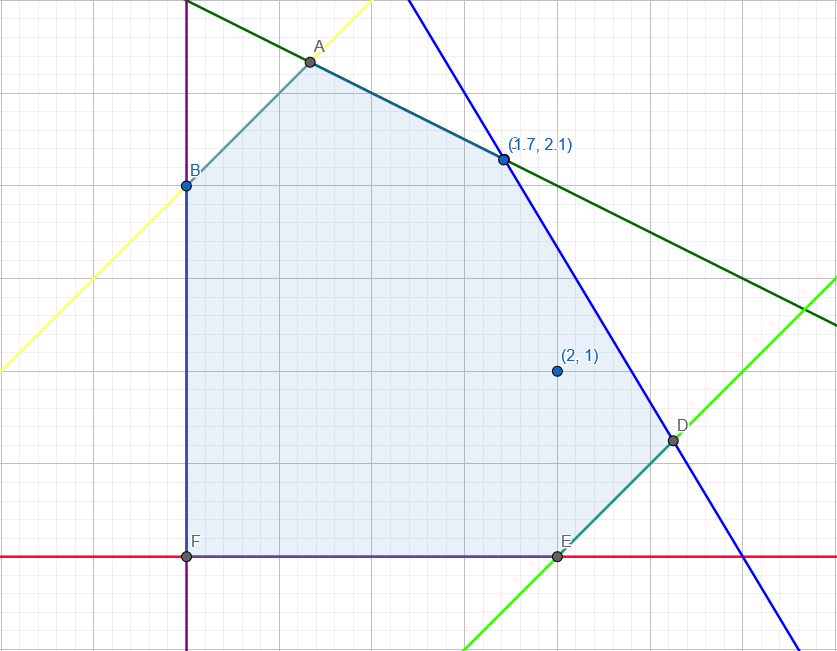 A
(1.7, 2.1)
B
(2, 1)
D
F
E